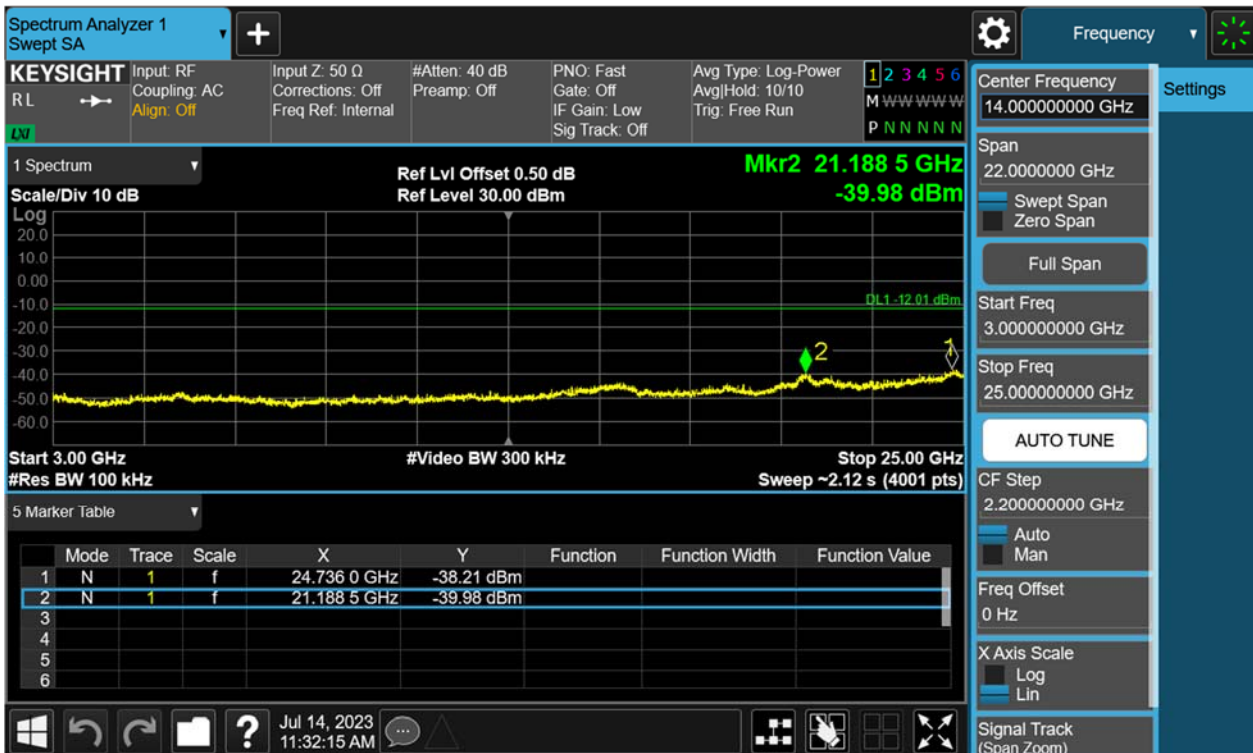 Spectrum Analyzer 1
Swept SA
+
Frequency
KEYSIGHT
RL
LXI
Input: RF
Coupling: AC
Align: Off
Input Z: 50 Ω
Corrections: Off
Freq Ref: Internal
#Atten: 40 dB
Preamp: Off
PNO: Fast
Gate: Off
IF Gain: Low
Sig Track: Off
Avg Type: Log-Power
Avg|Hold: 10/10
Trig: Free Run
1 2 3 4 5 6
M W W W W W
P N N N N N
1 Spectrum
Scale/Div 10 dB
Ref Lvl Offset 0.50 dB
Ref Level 30.00 dBm
Mkr2 21.188 5 GHz
-39.98 dBm
Log
20.0
10.0
0.00
-10.0
-20.0
-30.0
-40.0
-50.0
-60.0
DL1 -12.01 dBm
2
1
Start 3.00 GHz
#Video BW 300 kHz
Stop 25.00 GHz
#Res BW 100 kHz
Sweep ~2.12 s (4001 pts)
5 Marker Table
Mode Trace Scale X Y Function Function Width Function Value
1 N 1 f 24.736 0 GHz -38.21 dBm
2 N 1 f 21.188 5 GHz -39.98 dBm
3
4
5
6
?
Jul 14, 2023
11:32:15 AM
Center Frequency
14.000000000 GHz
Settings
Span
22.0000000 GHz
Swept Span
Zero Span
Full Span
Start Freq
3.000000000 GHz
Stop Freq
25.000000000 GHz
AUTO TUNE
CF Step
2.200000000 GHz
Auto
Man
Freq Offset
0 Hz
X Axis Scale
Log
Lin
Signal Track
(Span Zoom)